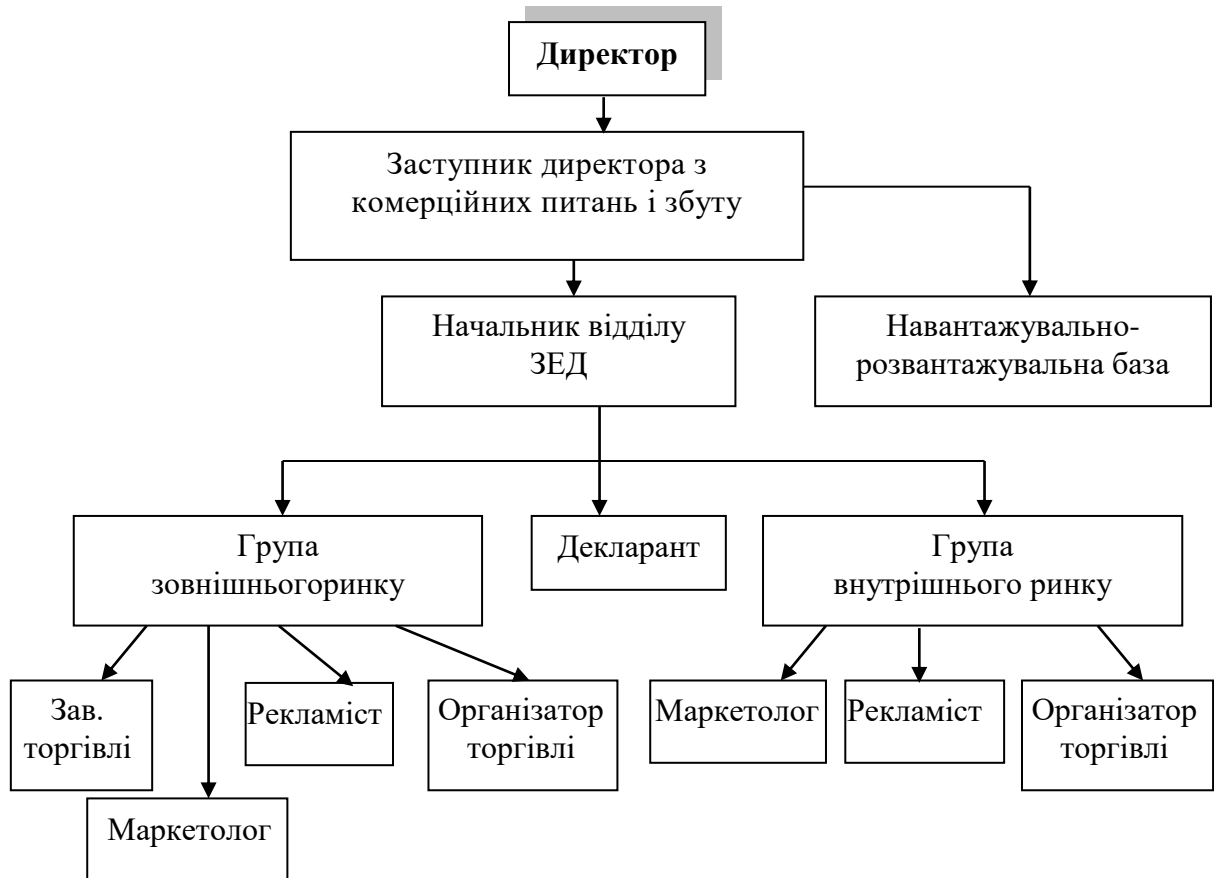 Директор
Заступник директора з
комерційних питань і збуту
Начальник відділу
ЗЕД
Навантажувально-
розвантажувальна база
Група
зовнішньогоринку
Декларант
Група
внутрішнього ринку
Зав.
торгівлі
Маркетолог
Рекламіст
Організатор
торгівлі
Маркетолог
Рекламіст
Організатор
торгівлі